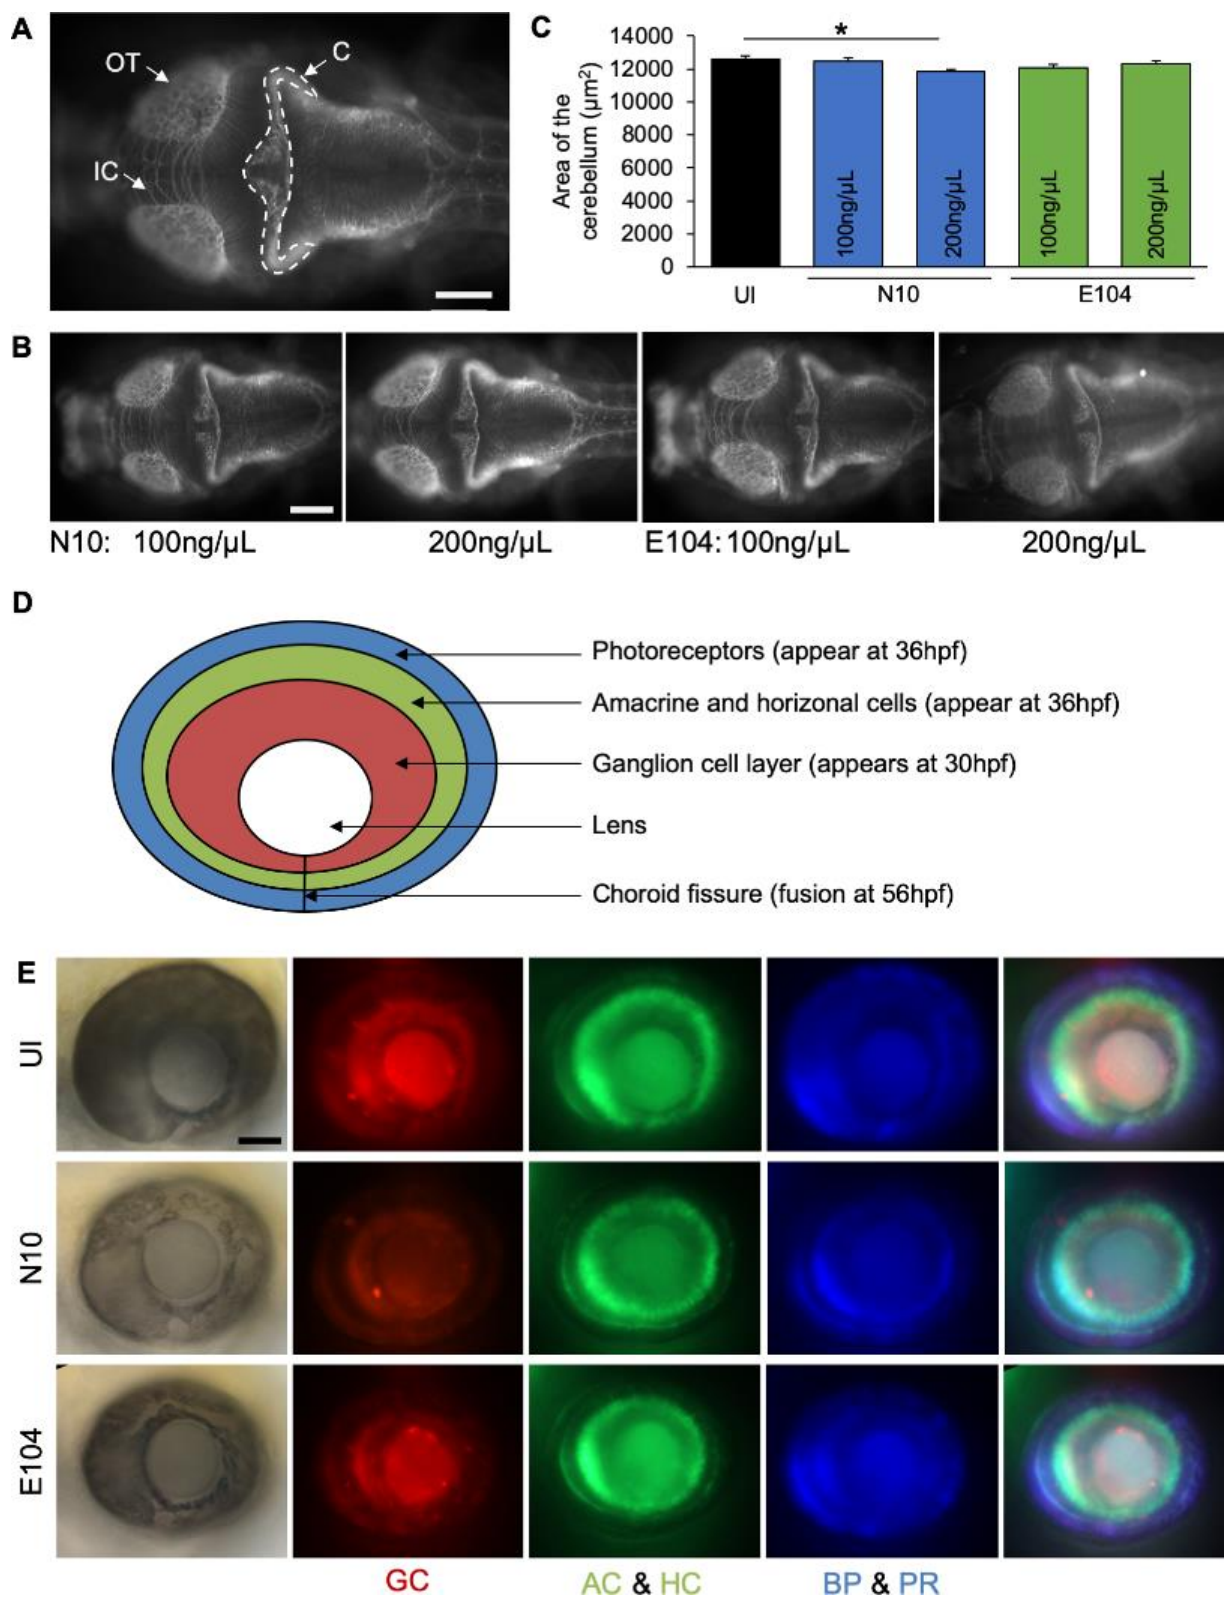 A
OT
C
IC
C
Area of the
cerebellum (µm²)
14000
12000
10000
8000
6000
4000
2000
0
*
100ng/µL
200ng/µL
100ng/µL
200ng/µL
UI
N10
E104
B
N10: 100ng/µL
200ng/µL
E104: 100ng/µL
200ng/µL
D
Photoreceptors (appear at 36hpf)
Amacrine and horizonal cells (appear at 36hpf)
Ganglion cell layer (appears at 30hpf)
Lens
Choroid fissure (fusion at 56hpf)
E
UI
N10
E104
GC
AC & HC
BP & PR